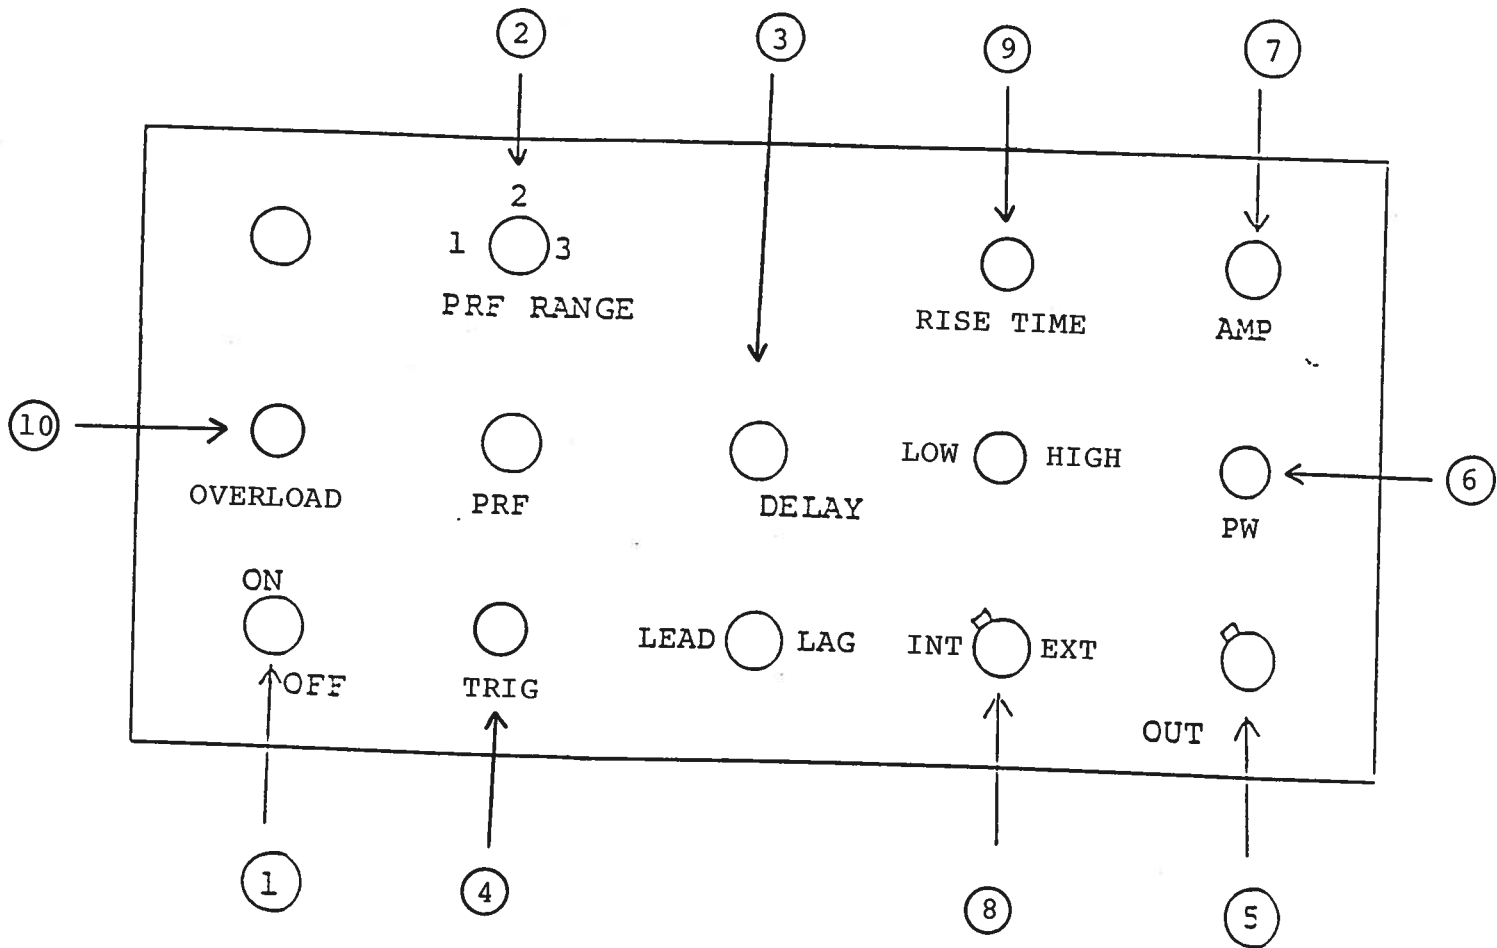 2 3 9 7
2
1 3
PRF RANGE
RISE TIME
AMP
10
LOW HIGH
6
OVERLOAD
PRF
DELAY
PW
ON
LEAD LAG
INT EXT
OFF
TRIG
OUT
1 4 8 5